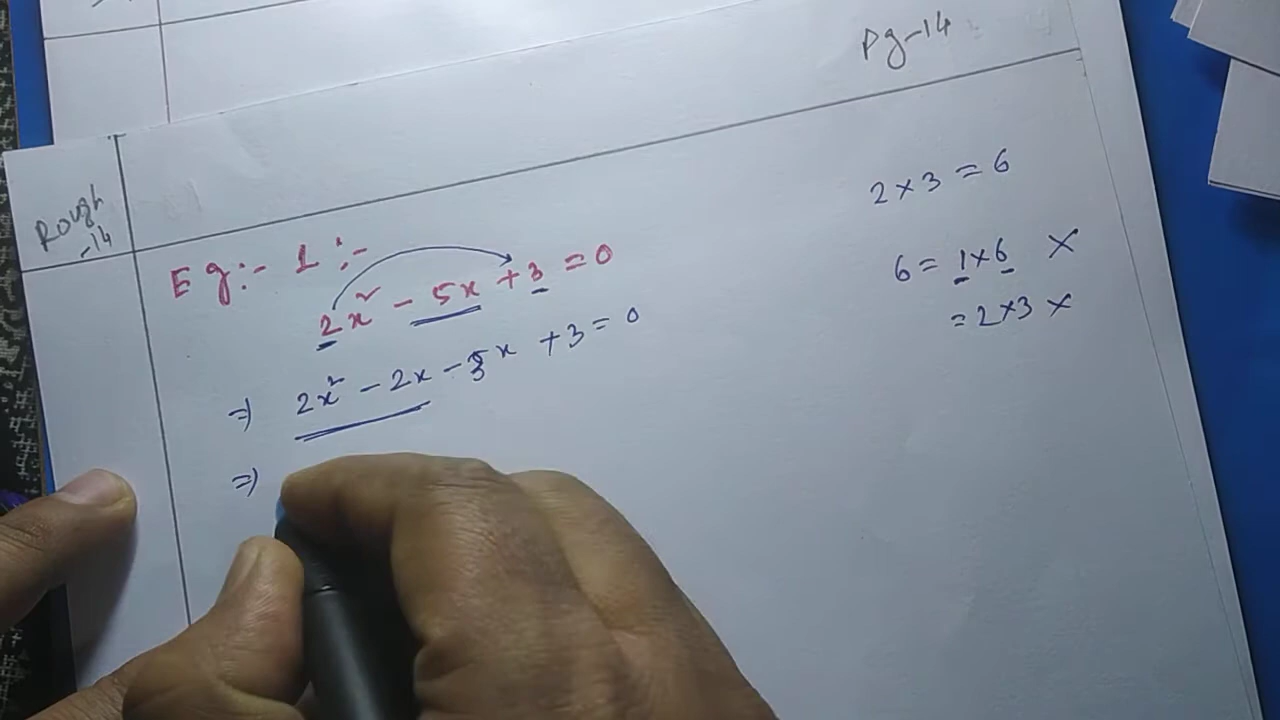 Pg-14
Rough
-14
Eg:- 1:-
2x² - 5x + 3 = 0
=) 2x² - 2x - 3x + 3 = 0
=)
2 × 3 = 6
6 = 1×6 ×
= 2×3 ×